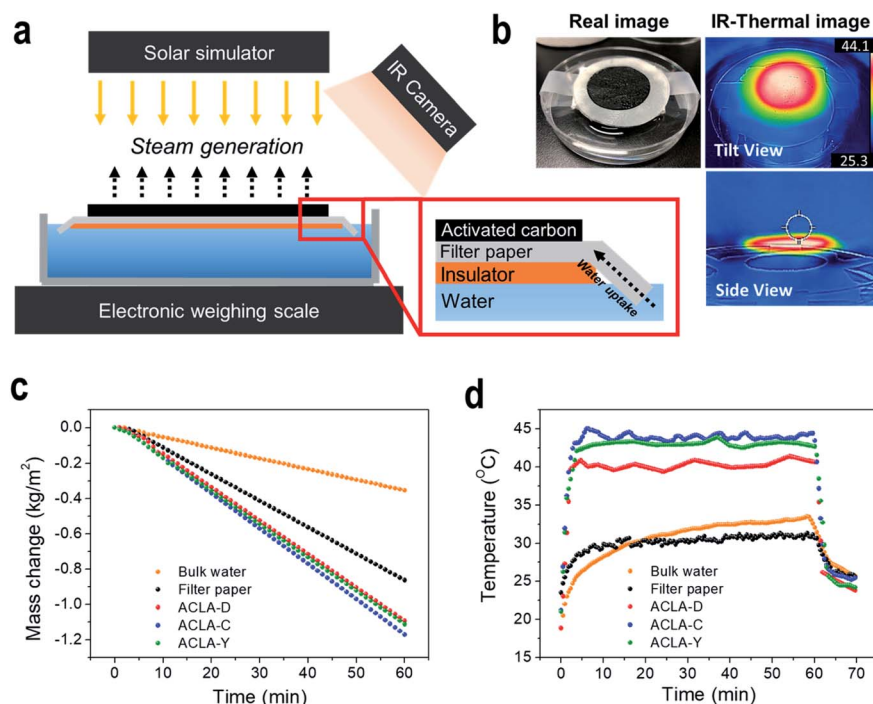 a
Solar simulator
IR Camera
Steam generation
Electronic weighing scale
Activated carbon
Filter paper
Insulator
Water
Water uptake
b
Real image
IR-Thermal image
44.1
Tilt View
25.3
Side View
c
Mass change (kg/m²)
0.0
-0.2
-0.4
-0.6
-0.8
-1.0
-1.2
Bulk water
Filter paper
ACLA-D
ACLA-C
ACLA-Y
0 10 20 30 40 50 60
Time (min)
d
Temperature (°C)
45
40
35
30
25
20
15
Bulk water
Filter paper
ACLA-D
ACLA-C
ACLA-Y
0 10 20 30 40 50 60 70
Time (min)